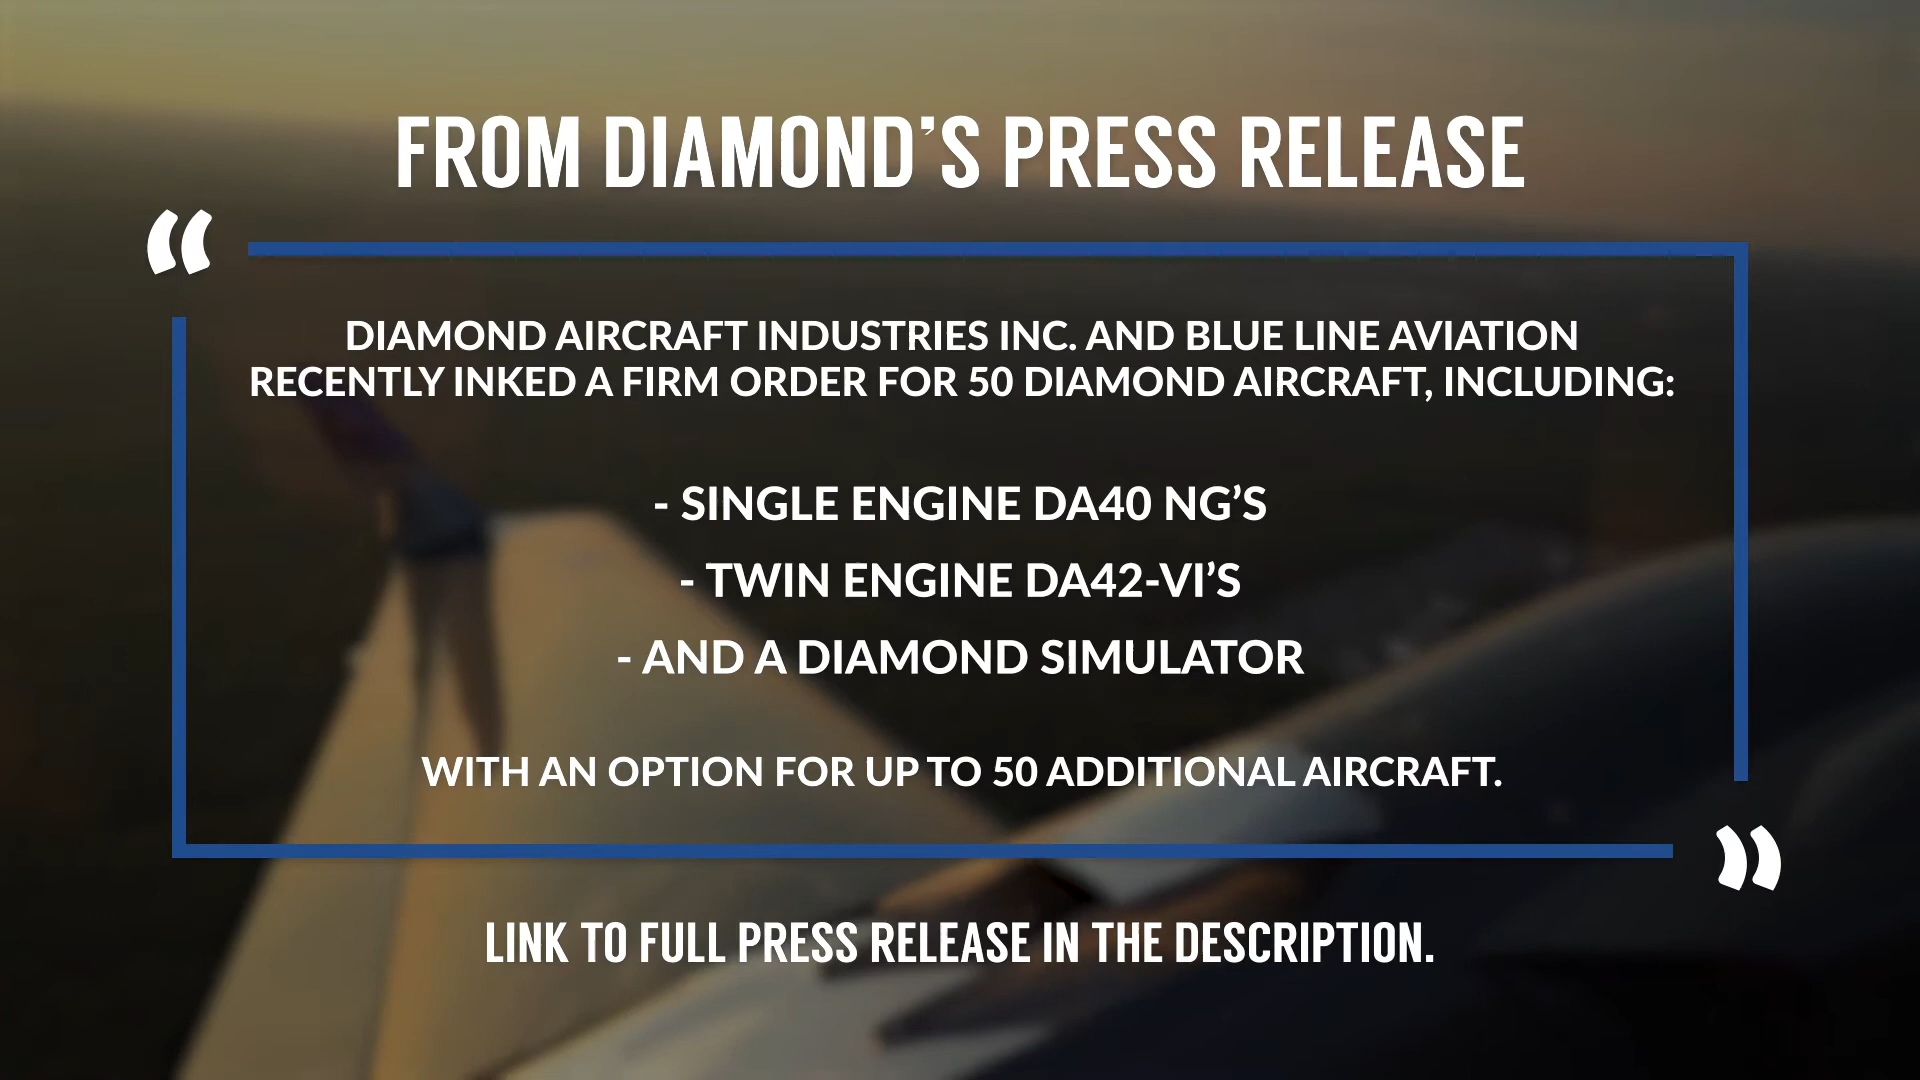 FROM DIAMOND’S PRESS RELEASE
“
DIAMOND AIRCRAFT INDUSTRIES INC. AND BLUE LINE AVIATION
RECENTLY INKED A FIRM ORDER FOR 50 DIAMOND AIRCRAFT, INCLUDING:
- SINGLE ENGINE DA40 NG’S
- TWIN ENGINE DA42-VI’S
- AND A DIAMOND SIMULATOR
WITH AN OPTION FOR UP TO 50 ADDITIONAL AIRCRAFT.
”
LINK TO FULL PRESS RELEASE IN THE DESCRIPTION.